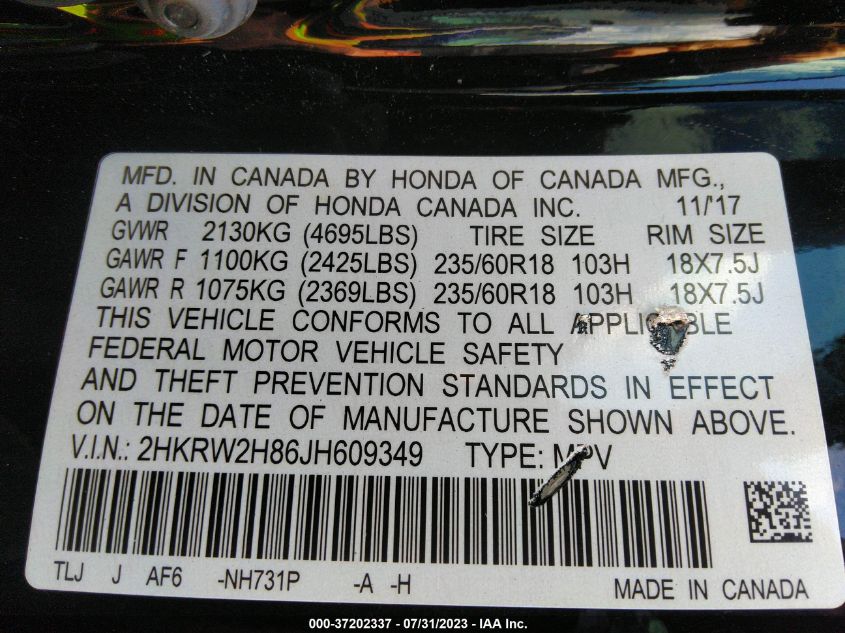 MFD. IN CANADA BY HONDA OF CANADA MFG.,
A DIVISION OF HONDA CANADA INC. 11/'17
GVWR 2130KG (4695LBS) TIRE SIZE RIM SIZE
GAWR F 1100KG (2425LBS) 235/60R18 103H 18X7.5J
GAWR R 1075KG (2369LBS) 235/60R18 103H 18X7.5J
THIS VEHICLE CONFORMS TO ALL APPLICABLE
FEDERAL MOTOR VEHICLE SAFETY
AND THEFT PREVENTION STANDARDS IN EFFECT
ON THE DATE OF MANUFACTURE SHOWN ABOVE.
V.I.N.: 2HKRW2H86JH609349 TYPE: MPV
TLJ J AF6 -NH731P -A -H MADE IN CANADA
000-37202337 - 07/31/2023 - IAA Inc.